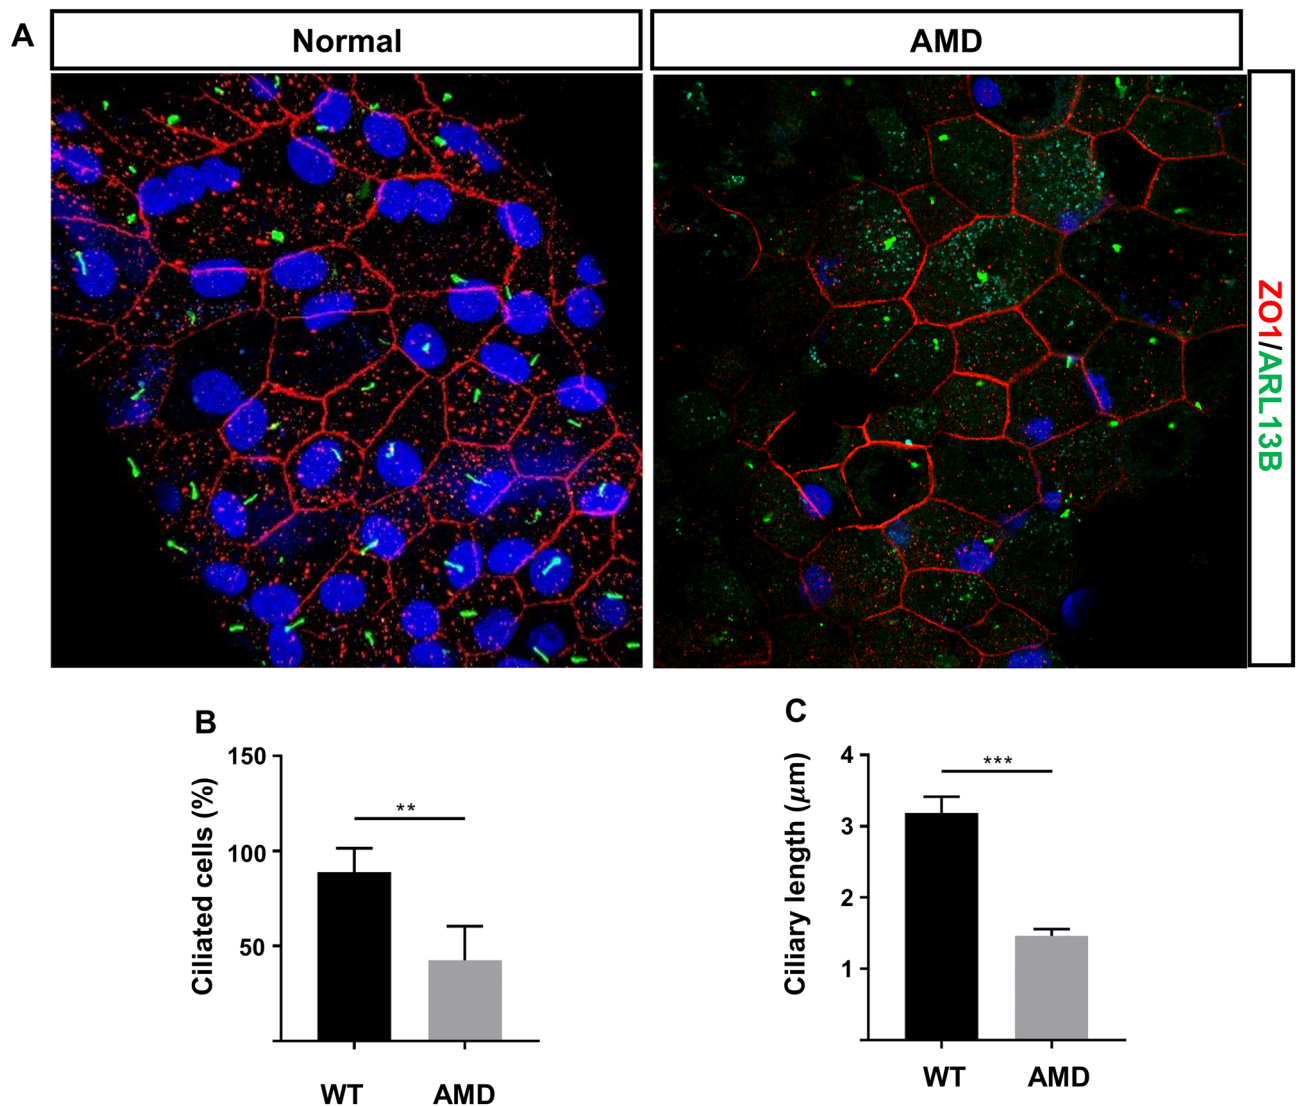 A
Normal
AMD
ZO1/ARL13B
B
150
100
50
Ciliated cells (%)
**
WT
AMD
C
4
3
2
1
Ciliary length (μm)
***
WT
AMD